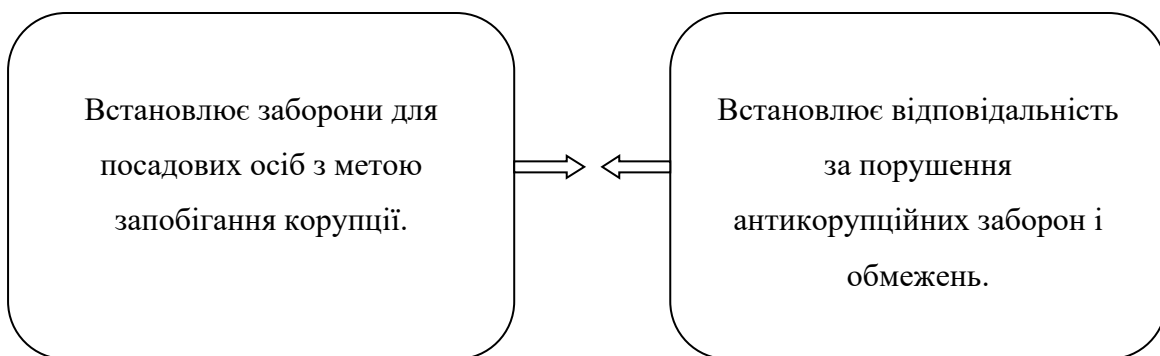 Встановлює заборони для
посадових осіб з метою
запобігання корупції.
Встановлює відповідальність
за порушення
антикорупційних заборон і
обмежень.